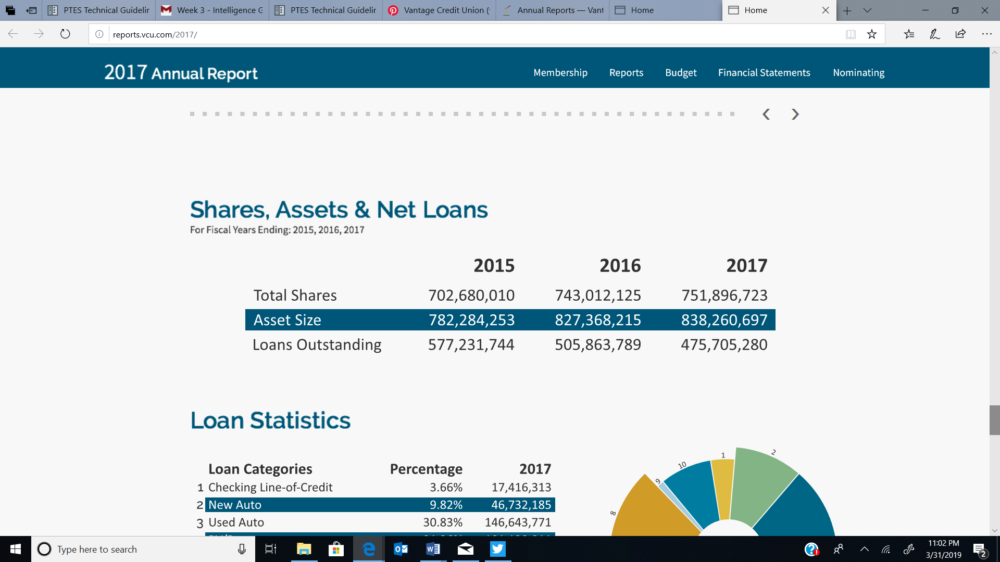 PTES Technical Guidelir
Week 3 - Intelligence G
PTES Technical Guidelir
Vantage Credit Union (
Annual Reports — Vant
Home
Home
reports.vcu.com/2017/
2017 Annual Report
Membership Reports Budget Financial Statements Nominating
Shares, Assets & Net Loans
For Fiscal Years Ending: 2015, 2016, 2017
2015 2016 2017
Total Shares 702,680,010 743,012,125 751,896,723
Asset Size 782,284,253 827,368,215 838,260,697
Loans Outstanding 577,231,744 505,863,789 475,705,280
Loan Statistics
Loan Categories Percentage 2017
1 Checking Line-of-Credit 3.66% 17,416,313
2 New Auto 9.82% 46,732,185
3 Used Auto 30.83% 146,643,771
8 9 10 1 2
Type here to search
11:02 PM
3/31/2019
2